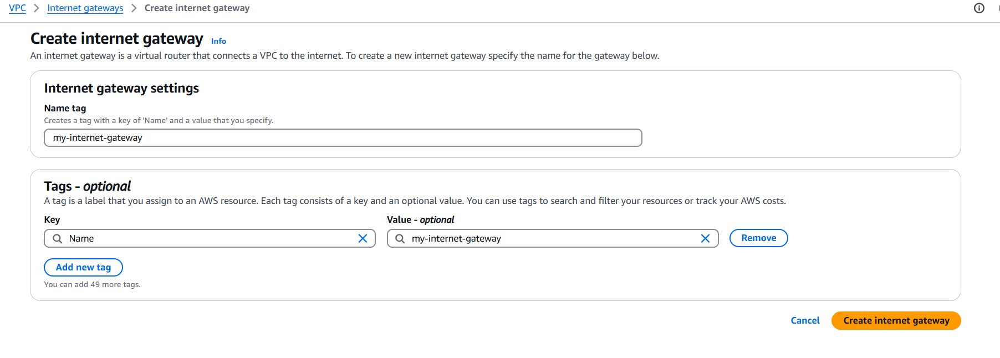 VPC > Internet gateways > Create internet gateway
Create internet gateway Info
An internet gateway is a virtual router that connects a VPC to the internet. To create a new internet gateway specify the name for the gateway below.
Internet gateway settings
Name tag
Creates a tag with a key of 'Name' and a value that you specify.
my-internet-gateway
Tags - optional
A tag is a label that you assign to an AWS resource. Each tag consists of a key and an optional value. You can use tags to search and filter your resources or track your AWS costs.
Key Value - optional
Name my-internet-gateway Remove
Add new tag
You can add 49 more tags.
Cancel Create internet gateway